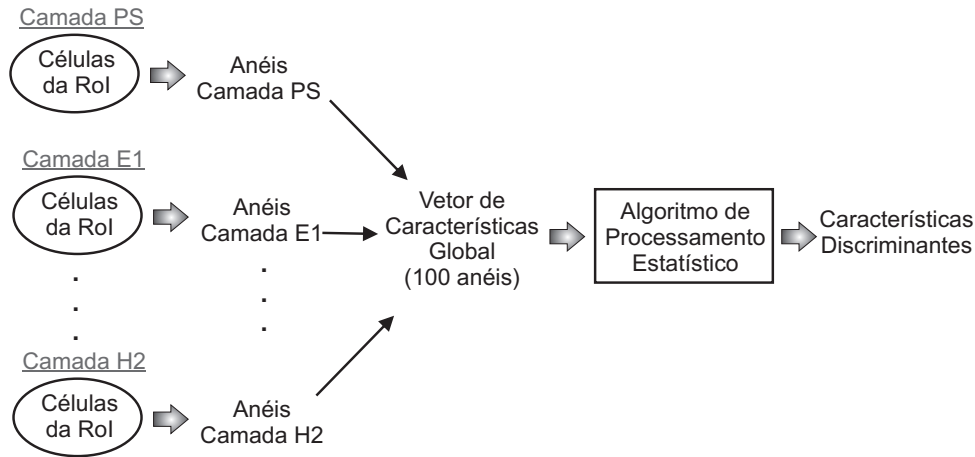 Camada PS
Células
da RoI
Anéis
Camada PS
Camada E1
Células
da RoI
Anéis
Camada E1
Vetor de
Características
Global
(100 anéis)
Algoritmo de
Processamento
Estatístico
Características
Discriminantes
Camada H2
Células
da RoI
Anéis
Camada H2